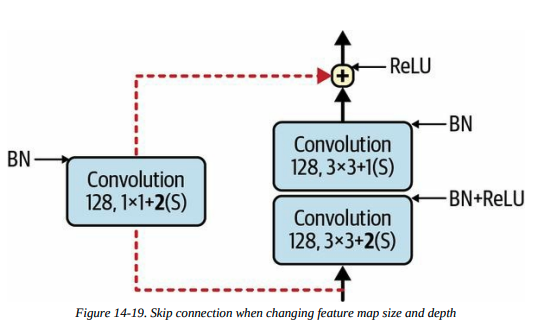 ReLU
+
Convolution
128, 3×3+1(S)
BN
BN
Convolution
128, 1×1+2(S)
Convolution
128, 3×3+2(S)
BN+ReLU
Figure 14-19. Skip connection when changing feature map size and depth